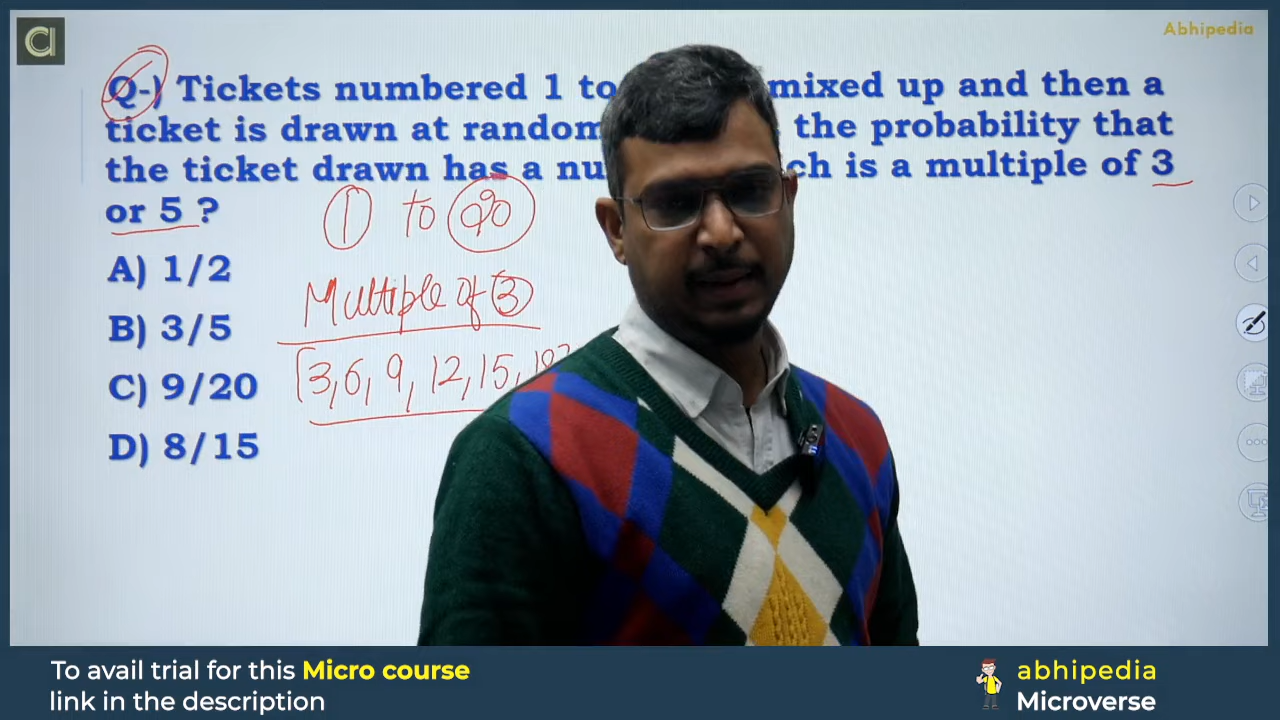 Abhipedia
Q-) Tickets numbered 1 to mixed up and then a
ticket is drawn at random the probability that
the ticket drawn has a is a multiple of 3
or 5 ?
1 to 20
A) 1/2
Multiple of 3
B) 3/5
3, 6, 9, 12, 15,
C) 9/20
D) 8/15
To avail trial for this Micro course
link in the description
abhipedia
Microverse